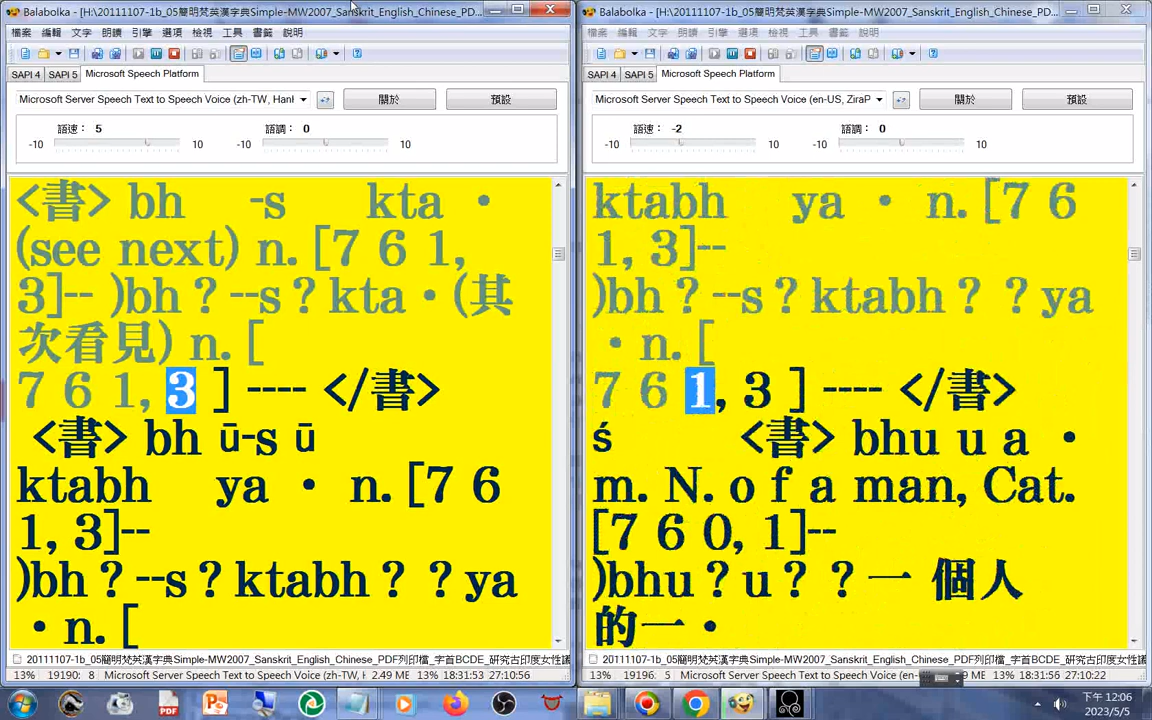 Balabolka - [H:\20111107-1b_05簡明梵英漢字典Simple-MW2007_Sanskrit_English_Chinese_PD...
檔案 編輯 文字 朗讀 引擎 選項 檢視 工具 書籤 說明
SAPI 4 SAPI 5 Microsoft Speech Platform
Microsoft Server Speech Text to Speech Voice (zh-TW, HanH 關於 預設
語速： 5 語調： 0
-10 10 -10 10
<書> bh -s kta •
(see next) n. [7 6 1,
3]-- )bh？--s？kta•(其
次看見) n. [
7 6 1, 3 ] ---- </書>
<書> bh ū-s ū
ktabh ya • n. [7 6
1, 3]--
)bh？--s？ktabh？？ya
• n. [
20111107-1b_05簡明梵英漢字典Simple-MW2007_Sanskrit_English_Chinese_PDF列印檔_字首BCDE_研究古印度女性議
13% 19190: 8 Microsoft Server Speech Text to Speech Voice (zh-TW, H 2.49 MB 13% 18:31:53 27:10:56
Balabolka - [H:\20111107-1b_05簡明梵英漢字典Simple-MW2007_Sanskrit_English_Chinese_PD...
檔案 編輯 文字 朗讀 引擎 選項 檢視 工具 書籤 說明
SAPI 4 SAPI 5 Microsoft Speech Platform
Microsoft Server Speech Text to Speech Voice (en-US, ZiraP 關於 預設
語速： -2 語調： 0
-10 10 -10 10
ktabh ya • n. [7 6
1, 3]--
)bh？--s？ktabh？？ya
• n. [
7 6 1, 3 ] ---- </書>
ś <書> bhu u a •
m. N. o f a man, Cat.
[7 6 0, 1]--
)bhu？u？？一 個人
的一•
20111107-1b_05簡明梵英漢字典Simple-MW2007_Sanskrit_English_Chinese_PDF列印檔_字首BCDE_研究古印度女性議
13% 19196: 5 Microsoft Server Speech Text to Speech Voice (en-US, 13% 18:31:56 27:10:22
下午 12:06
2023/5/5